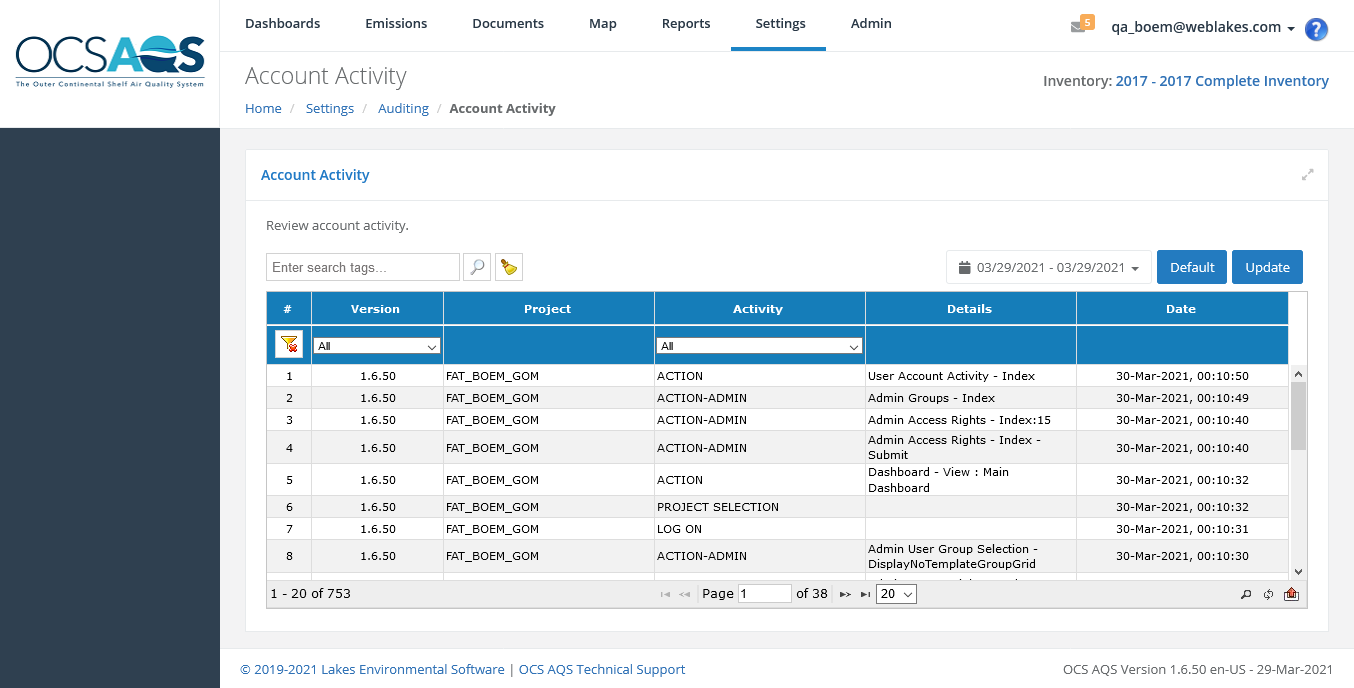 OCSAQS
The Outer Continental Shelf Air Quality System
Dashboards Emissions Documents Map Reports Settings Admin
5
qa_boem@weblakes.com
?
Account Activity
Inventory: 2017 - 2017 Complete Inventory
Home / Settings / Auditing / Account Activity
Account Activity
Review account activity.
Enter search tags...
03/29/2021 - 03/29/2021
Default
Update
# Version Project Activity Details Date
All All
1 1.6.50 FAT_BOEM_GOM ACTION User Account Activity - Index 30-Mar-2021, 00:10:50
2 1.6.50 FAT_BOEM_GOM ACTION-ADMIN Admin Groups - Index 30-Mar-2021, 00:10:49
3 1.6.50 FAT_BOEM_GOM ACTION-ADMIN Admin Access Rights - Index:15 30-Mar-2021, 00:10:40
4 1.6.50 FAT_BOEM_GOM ACTION-ADMIN Admin Access Rights - Index -
Submit 30-Mar-2021, 00:10:40
5 1.6.50 FAT_BOEM_GOM ACTION Dashboard - View : Main
Dashboard 30-Mar-2021, 00:10:32
6 1.6.50 FAT_BOEM_GOM PROJECT SELECTION 30-Mar-2021, 00:10:32
7 1.6.50 FAT_BOEM_GOM LOG ON 30-Mar-2021, 00:10:31
8 1.6.50 FAT_BOEM_GOM ACTION-ADMIN Admin User Group Selection -
DisplayNoTemplateGroupGrid 30-Mar-2021, 00:10:30
1 - 20 of 753
Page 1 of 38
20
© 2019-2021 Lakes Environmental Software | OCS AQS Technical Support
OCS AQS Version 1.6.50 en-US - 29-Mar-2021